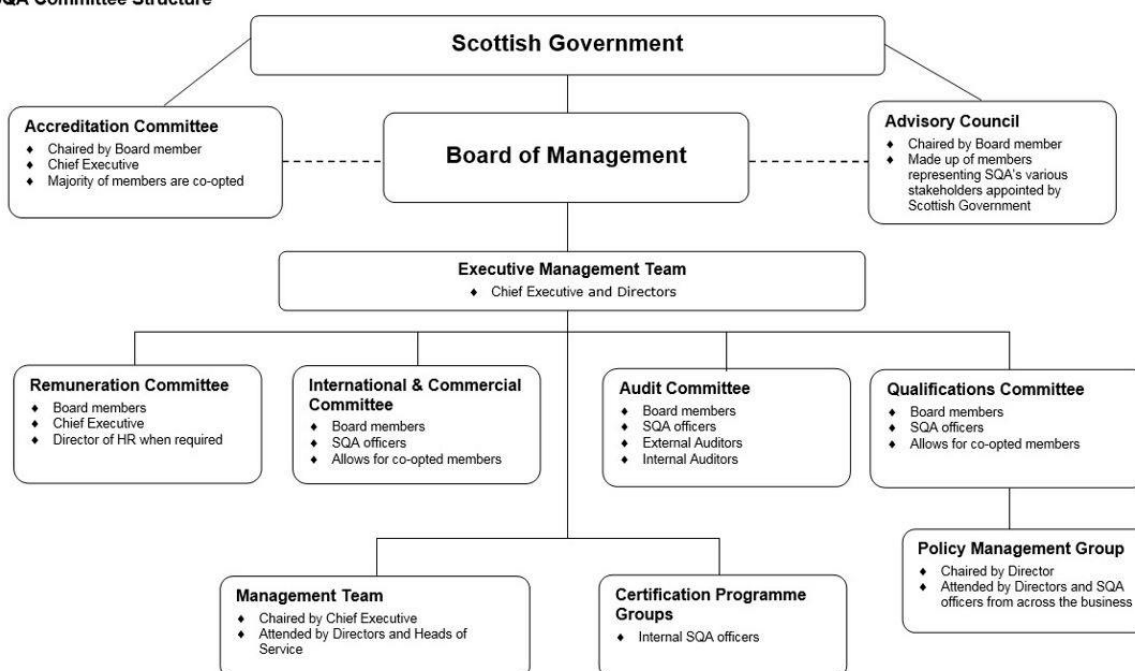 SQA Committee Structure
Scottish Government
Accreditation Committee
♦ Chaired by Board member
♦ Chief Executive
♦ Majority of members are co-opted
Board of Management
Advisory Council
♦ Chaired by Board member
♦ Made up of members
representing SQA's various
stakeholders appointed by
Scottish Government
Executive Management Team
♦ Chief Executive and Directors
Remuneration Committee
♦ Board members
♦ Chief Executive
♦ Director of HR when required
International & Commercial
Committee
♦ Board members
♦ SQA officers
♦ Allows for co-opted members
Audit Committee
♦ Board members
♦ SQA officers
♦ External Auditors
♦ Internal Auditors
Qualifications Committee
♦ Board members
♦ SQA officers
♦ Allows for co-opted members
Policy Management Group
♦ Chaired by Director
♦ Attended by Directors and SQA
officers from across the business
Management Team
♦ Chaired by Chief Executive
♦ Attended by Directors and Heads of
Service
Certification Programme
Groups
♦ Internal SQA officers